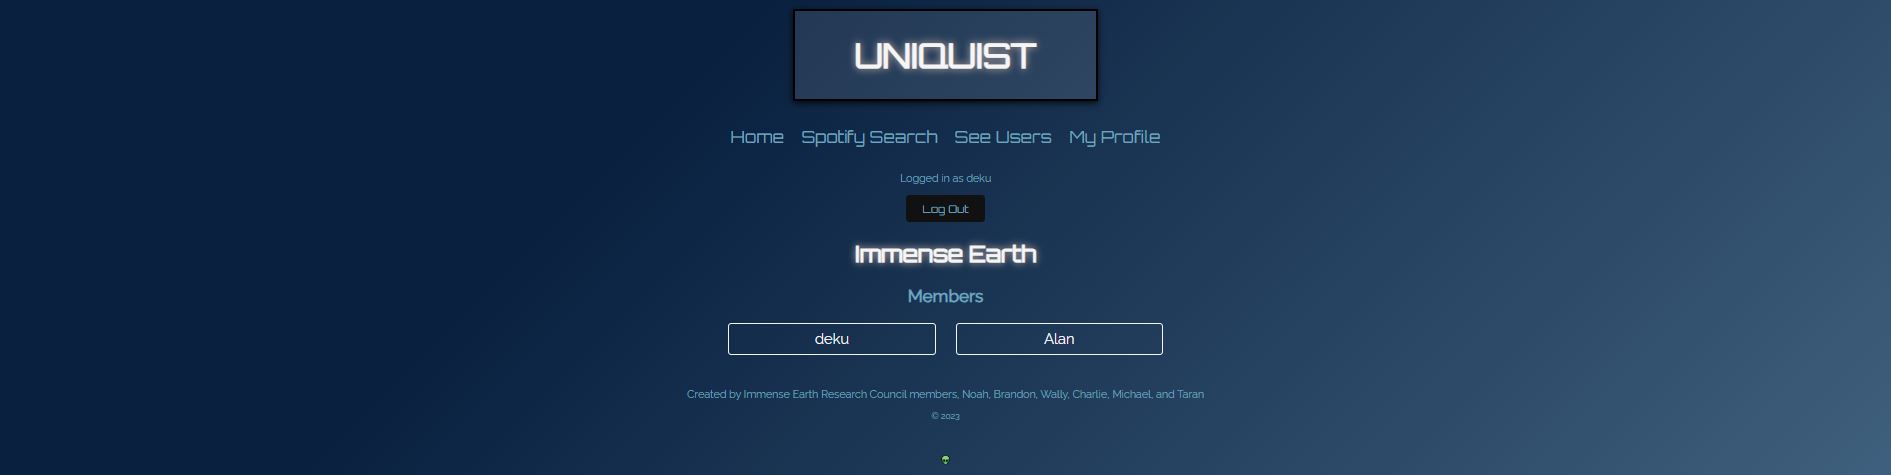 UNIQUIST
Home Spotify Search See Users My Profile
Logged in as deku
Log Out
Immense Earth
Members
deku Alan
Created by Immense Earth Research Council members, Noah, Brandon, Wally, Charlie, Michael, and Taran
© 2023